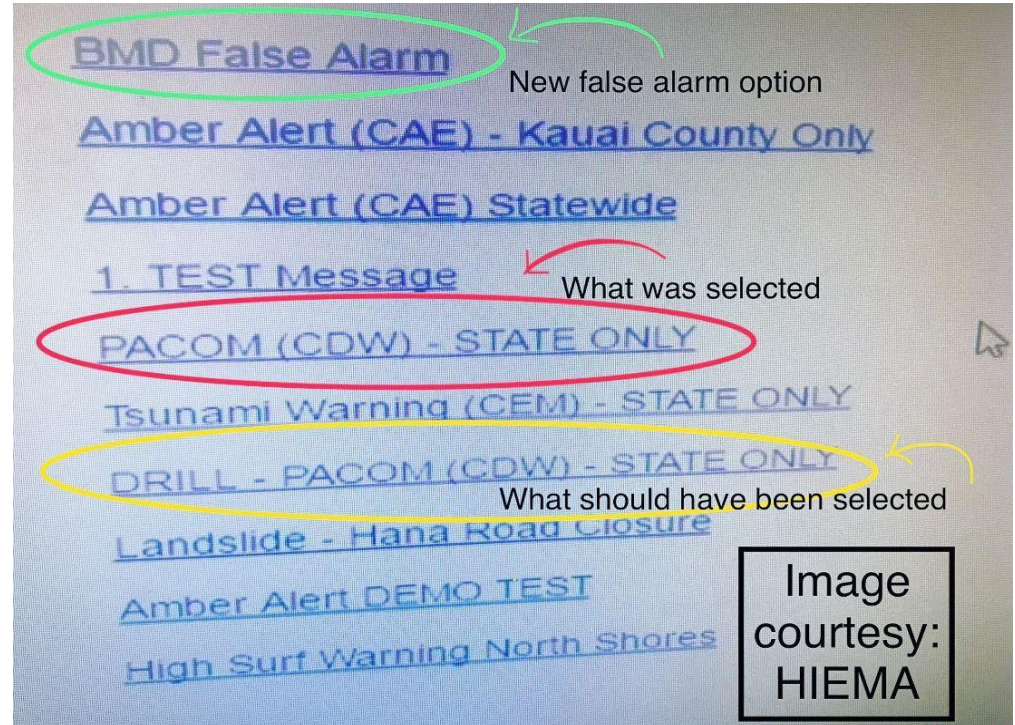 BMD False Alarm
New false alarm option
Amber Alert (CAE) - Kauai County Only
Amber Alert (CAE) Statewide
1. TEST Message
What was selected
PACOM (CDW) - STATE ONLY
Tsunami Warning (CEM) - STATE ONLY
DRILL - PACOM (CDW) - STATE ONLY
What should have been selected
Landslide - Hana Road Closure
Amber Alert DEMO TEST
High Surf Warning North Shores
Image
courtesy:
HIEMA